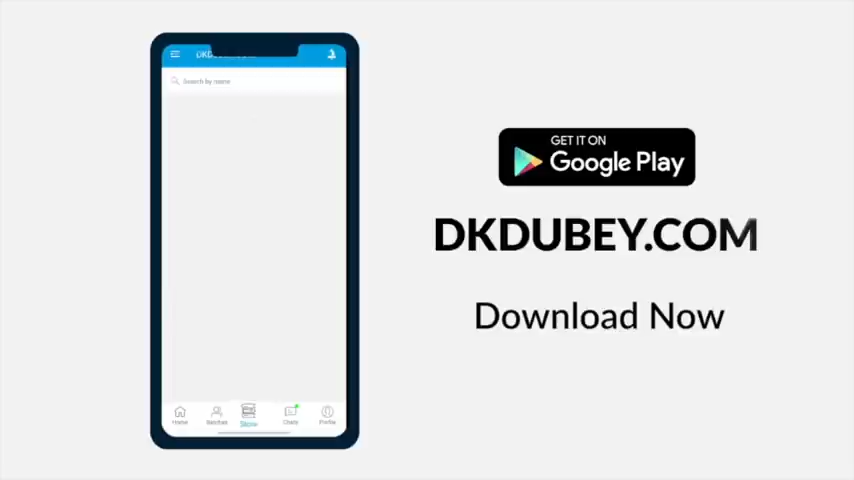 Search by name
Home
Batches
Store
Chats
Profile
GET IT ON
Google Play
DKDUBEY.COM
Download Now